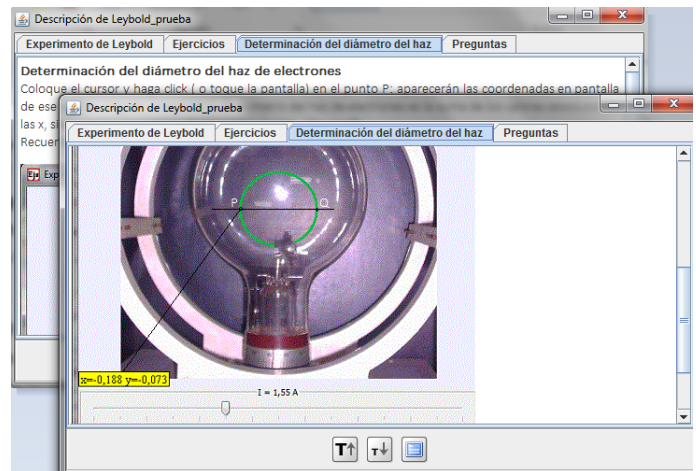 Descripción de Leybold_prueba
Experimento de Leybold Ejercicios Determinación del diámetro del haz Preguntas
Determinación del diámetro del haz de electrones
Coloque el cursor y haga click ( o toque la pantalla) en el punto P: aparecerán las coordenadas en pantalla
de ese
las x, si
Recuer
Exp
Descripción de Leybold_prueba
Experimento de Leybold Ejercicios Determinación del diámetro del haz Preguntas
P Q
x=-0,188 y=-0,073
I = 1,55 A
T T